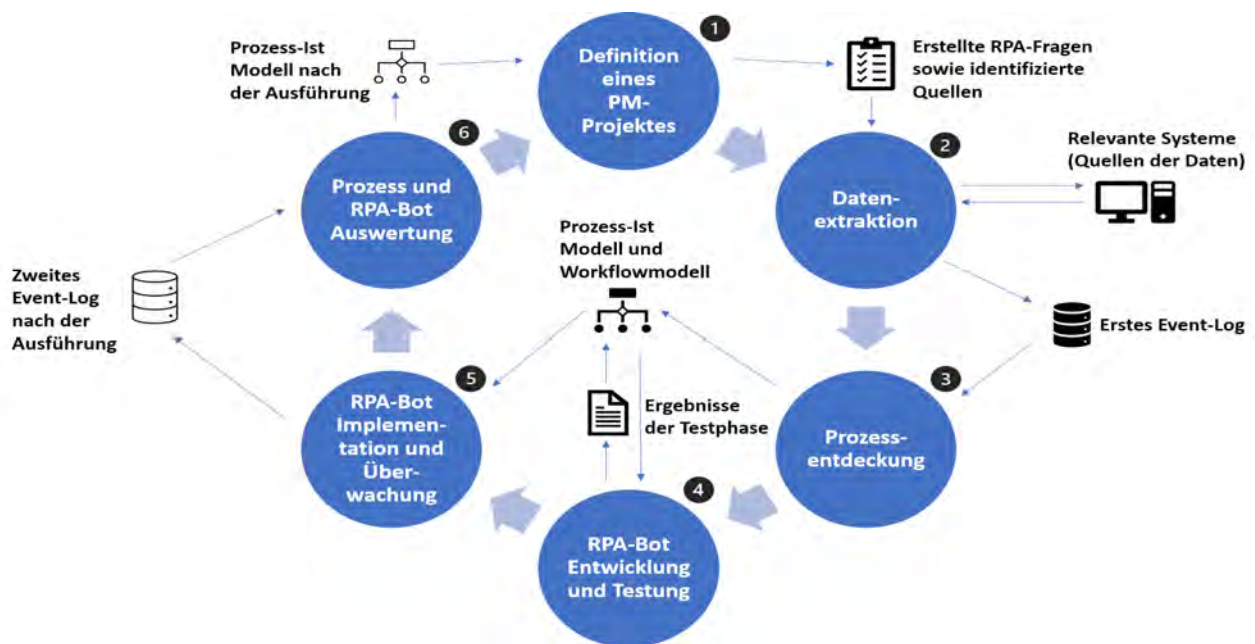 1
Definition
eines
PM-
Projektes
Erstellte RPA-Fragen
sowie identifizierte
Quellen
2
Daten-
extraktion
Relevante Systeme
(Quellen der Daten)
Erstes Event-Log
3
Prozess-
entdeckung
Prozess-Ist
Modell und
Workflowmodell
Ergebnisse
der Testphase
4
RPA-Bot
Entwicklung
und Testung
5
RPA-Bot
Implemen-
tation und
Über-
wachung
Zweites
Event-Log
nach der
Ausführung
6
Prozess und
RPA-Bot
Auswertung
Prozess-Ist
Modell nach
der Ausführung